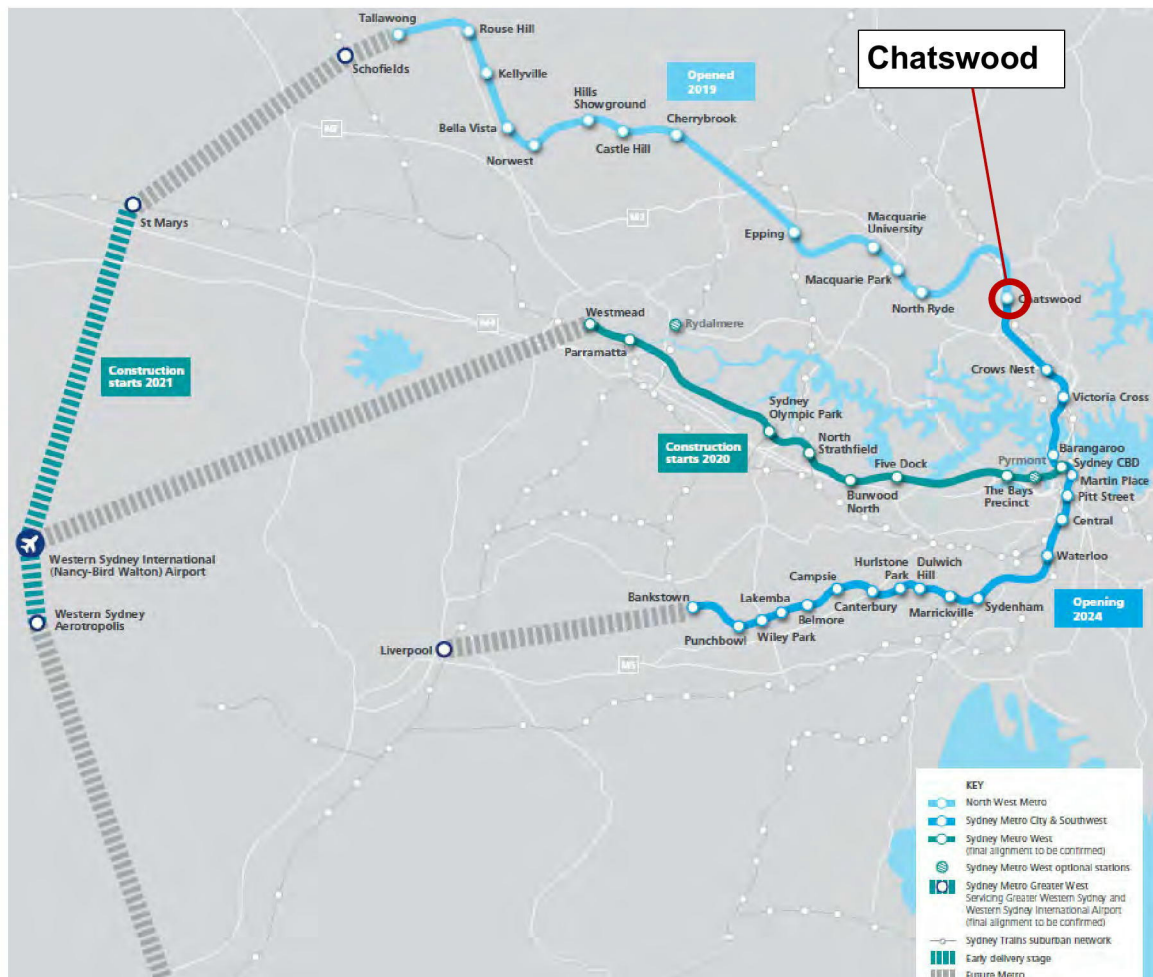 Tallawong
Rouse Hill
Schofields
Kellyville
Opened
2019
Chatswood
Hills
Showground
Cherrybrook
Bella Vista
Castle Hill
Norwest
St Marys
M2
Epping
Macquarie
University
Macquarie Park
North Ryde
Chatswood
Westmead
Rydalmere
M4
Parramatta
Construction
starts 2021
Crows Nest
Victoria Cross
Sydney
Olympic Park
Construction
starts 2020
North
Strathfield
Five Dock
Burwood
North
The Bays
Precinct
Pyrmont
Barangaroo
Sydney CBD
Martin Place
Pitt Street
Central
Waterloo
Western Sydney International
(Nancy-Bird Walton) Airport
Western Sydney
Aerotropolis
Bankstown
Lakemba
Campsie
Hurlstone
Park
Dulwich
Hill
Punchbowl
Wiley Park
Belmore
Canterbury
Marrickville
Sydenham
Opening
2024
Liverpool
M5
KEY
North West Metro
Sydney Metro City & Southwest
Sydney Metro West
(final alignment to be confirmed)
Sydney Metro West optional stations
Sydney Metro Greater West
Servicing Greater Western Sydney and
Western Sydney International Airport
(final alignment to be confirmed)
Sydney Trains suburban network
Early delivery stage
Future Metro